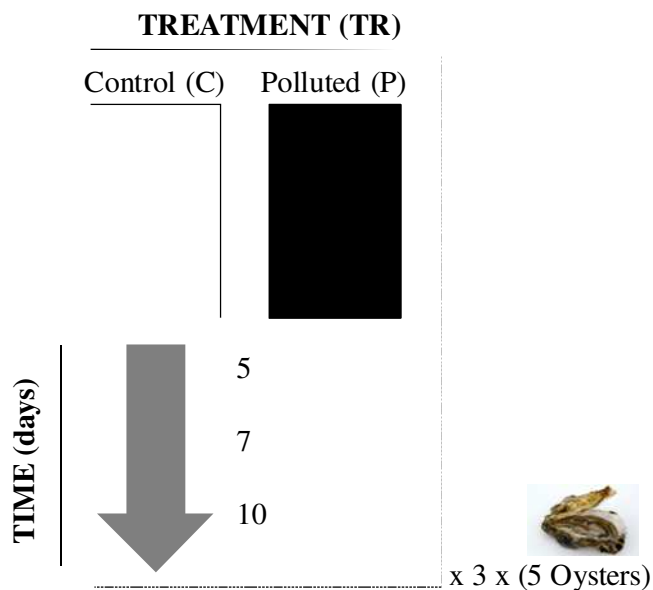 TREATMENT (TR)
Control (C) Polluted (P)
TIME (days)
5
7
10
x 3 x (5 Oysters)